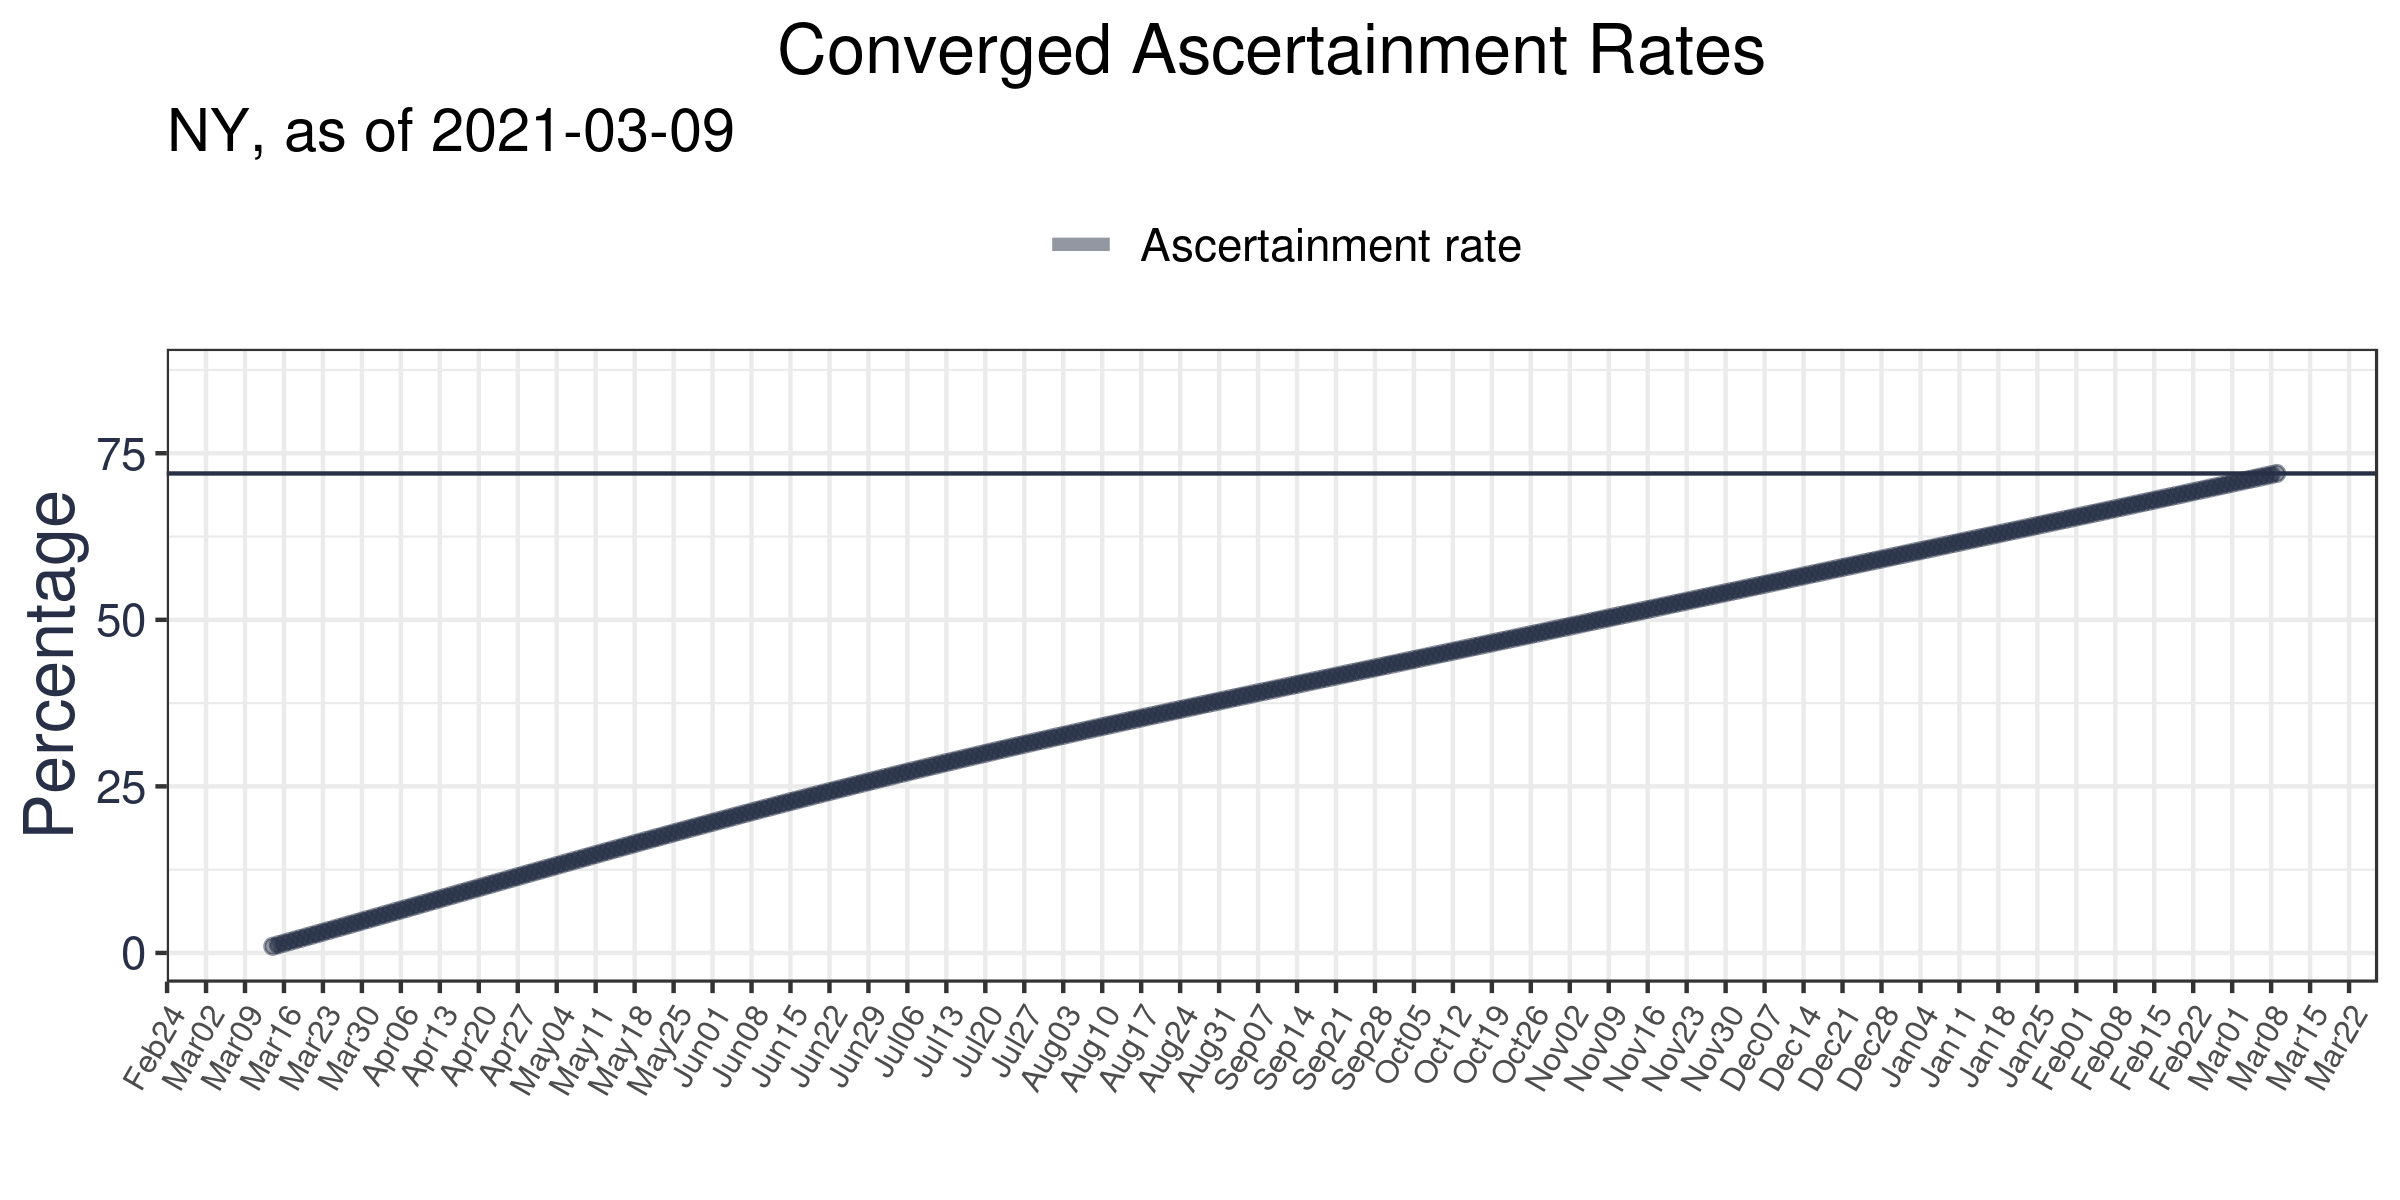 Converged Ascertainment Rates
NY, as of 2021-03-09
Ascertainment rate
Percentage
75
50
25
0
Feb24
Mar02
Mar09
Mar16
Mar23
Mar30
Apr06
Apr13
Apr20
Apr27
May04
May11
May18
May25
Jun01
Jun08
Jun15
Jun22
Jun29
Jul06
Jul13
Jul20
Jul27
Aug03
Aug10
Aug17
Aug24
Aug31
Sep07
Sep14
Sep21
Sep28
Oct05
Oct12
Oct19
Oct26
Nov02
Nov09
Nov16
Nov23
Nov30
Dec07
Dec14
Dec21
Dec28
Jan04
Jan11
Jan18
Jan25
Feb01
Feb08
Feb15
Feb22
Mar01
Mar08
Mar15
Mar22